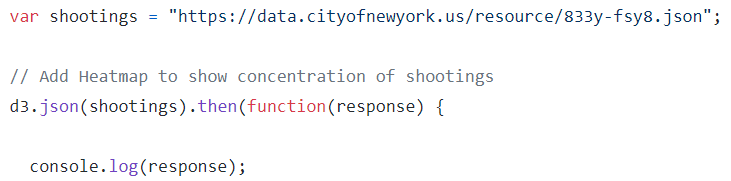 var shootings = "https://data.cityofnewyork.us/resource/833y-fsy8.json";
// Add Heatmap to show concentration of shootings
d3.json(shootings).then(function(response) {
console.log(response);